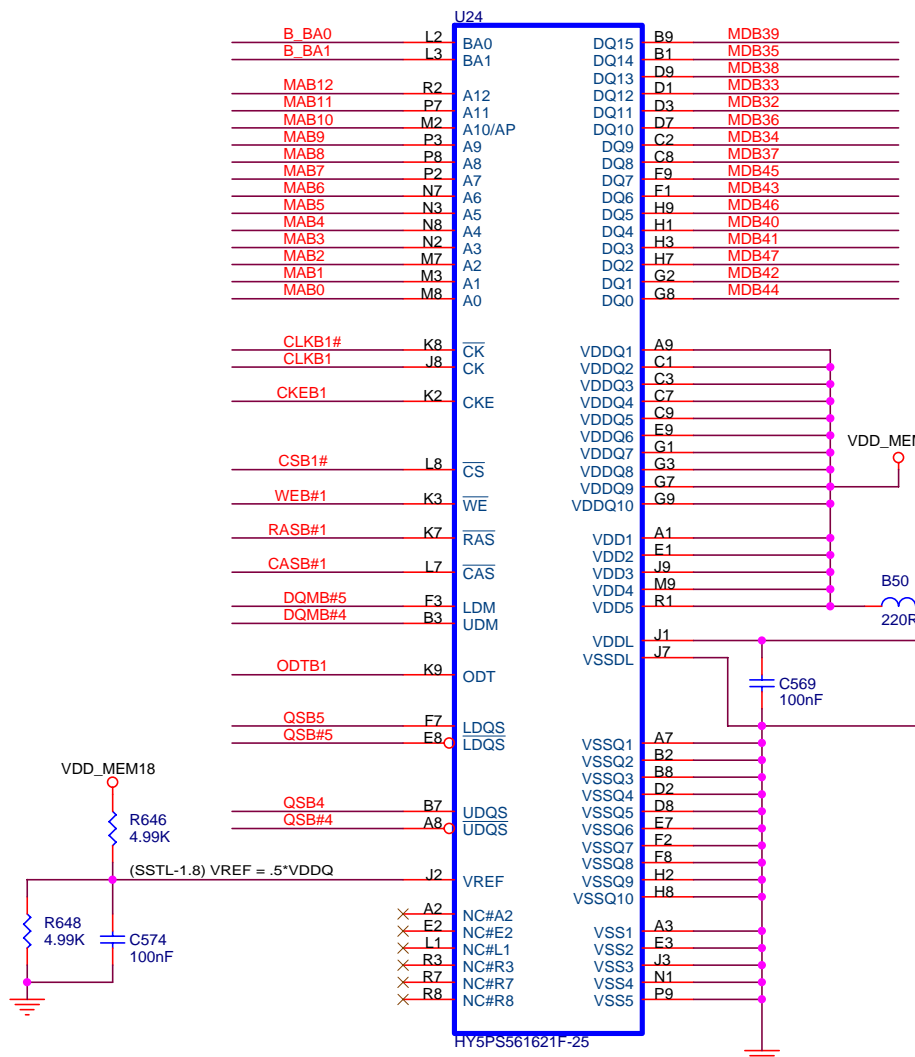 U24
B_BA0 L2 BA0 DQ15 B9 MDB39
B_BA1 L3 BA1 DQ14 B1 MDB35
DQ13 D9 MDB38
MAB12 R2 A12 DQ12 D1 MDB33
MAB11 P7 A11 DQ11 D3 MDB32
MAB10 M2 A10/AP DQ10 D7 MDB36
MAB9 P3 A9 DQ9 C2 MDB34
MAB8 P8 A8 DQ8 C8 MDB37
MAB7 P2 A7 DQ7 F9 MDB45
MAB6 N7 A6 DQ6 F1 MDB43
MAB5 N3 A5 DQ5 H9 MDB46
MAB4 N8 A4 DQ4 H1 MDB40
MAB3 N2 A3 DQ3 H3 MDB41
MAB2 M7 A2 DQ2 H7 MDB47
MAB1 M3 A1 DQ1 G2 MDB42
MAB0 M8 A0 DQ0 G8 MDB44
CLKB1# K8 CK VDDQ1 A9
CLKB1 J8 CK VDDQ2 C1
VDDQ3 C3
CKEB1 K2 CKE VDDQ4 C7
VDDQ5 C9
VDDQ6 E9
VDDQ7 G1
VDD_MEM
CSB1# L8 CS VDDQ8 G3
VDDQ9 G7
WEB#1 K3 WE VDDQ10 G9
RASB#1 K7 RAS VDD1 A1
VDD2 E1
CASB#1 L7 CAS VDD3 J9
VDD4 M9
B50
DQMB#5 F3 LDM VDD5 R1
220R
DQMB#4 B3 UDM
VDDL J1
VSSDL J7
ODTB1 K9 ODT
C569
100nF
QSB5 F7 LDQS
QSB#5 E8 LDQS VSSQ1 A7
VSSQ2 B2
VDD_MEM18
VSSQ3 B8
VSSQ4 D2
QSB4 B7 UDQS VSSQ5 D8
R646
QSB#4 A8 UDQS VSSQ6 E7
4.99K
VSSQ7 F2
VSSQ8 F8
(SSTL-1.8) VREF = .5*VDDQ J2 VREF VSSQ9 H2
VSSQ10 H8
A2 NC#A2
R648
4.99K
C574
100nF
E2 NC#E2 VSS1 A3
L1 NC#L1 VSS2 E3
R3 NC#R3 VSS3 J3
R7 NC#R7 VSS4 N1
R8 NC#R8 VSS5 P9
HY5PS561621F-25